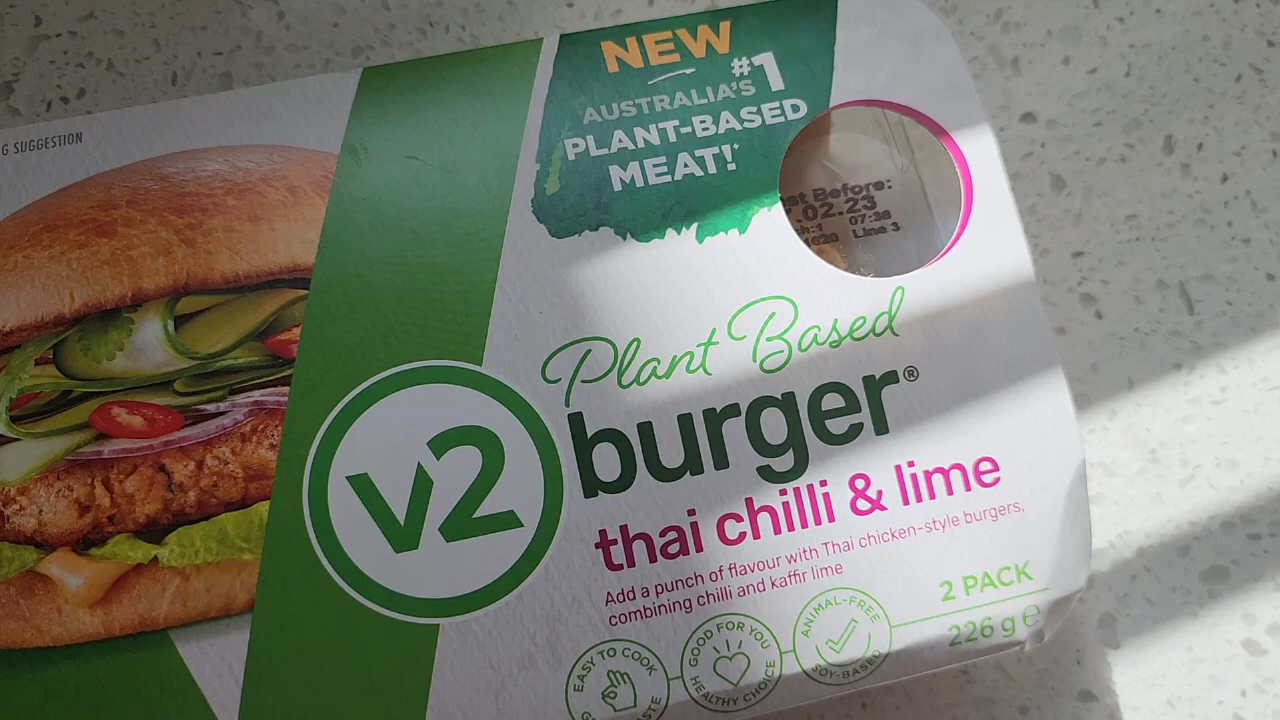 G SUGGESTION
NEW
#1
AUSTRALIA'S
PLANT-BASED
MEAT!
Before:
.02.23
07:38
Line 3
Plant Based
burger®
v2
thai chilli & lime
Add a punch of flavour with Thai chicken-style burgers,
combining chilli and kaffir lime
EASY TO COOK
GOOD FOR YOU
HEALTHY CHOICE
ANIMAL-FREE
SOY-BASED
2 PACK
226 g e